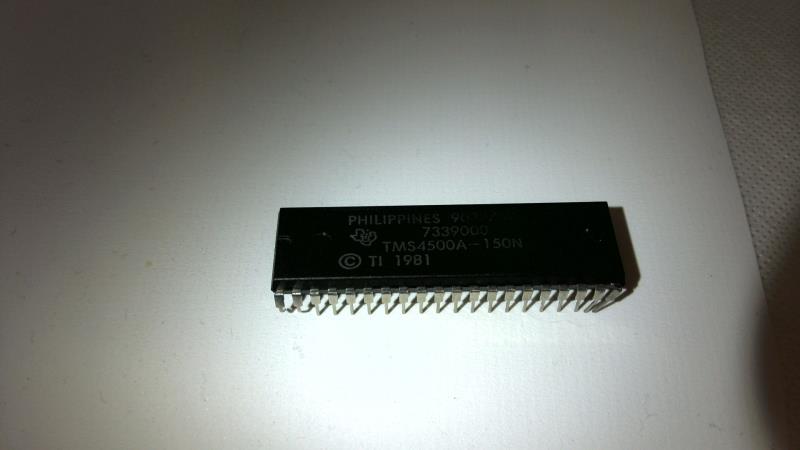 PHILIPPINES
7339000
TMS4500A-150N
© TI 1981